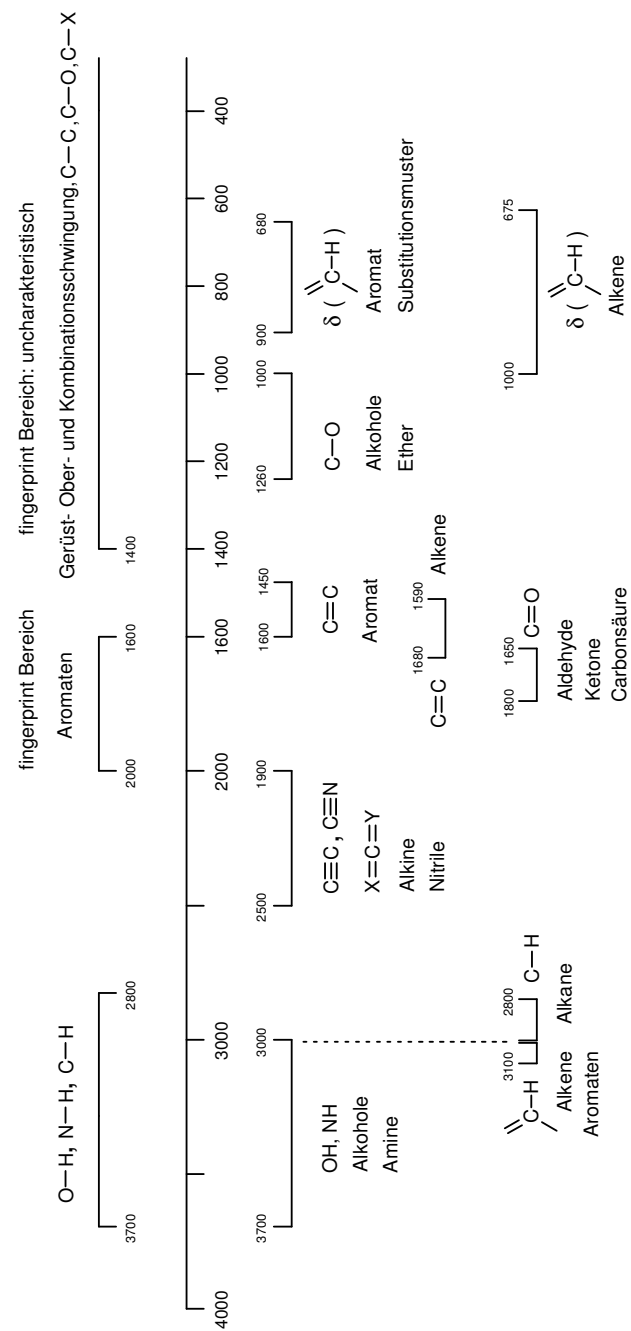 fingerprint Bereich
fingerprint Bereich: uncharakteristisch
O—H, N—H, C—H
Aromaten
Gerüst- Ober- und Kombinationsschwingung, C—C, C—O, C—X
3700
2800
2000
1600
1400
4000
3000
2000
1600
1400
1200
1000
800
600
400
3700
3000
2500
1900
1600
1450
1260
1000
900
680
OH, NH
Alkohole
Amine
C≡C, C≡N
X=C=Y
Alkine
Nitrile
C=C
Aromat
C—O
Alkohole
Ether
δ ( C—H )
Aromat
Substitutionsmuster
C=C
1680
1590
Alkene
3100
2800
1800
1650
1000
675
C—H
Alkene
Aromaten
C—H
Alkane
C=O
Aldehyde
Ketone
Carbonsäure
δ ( C—H )
Alkene